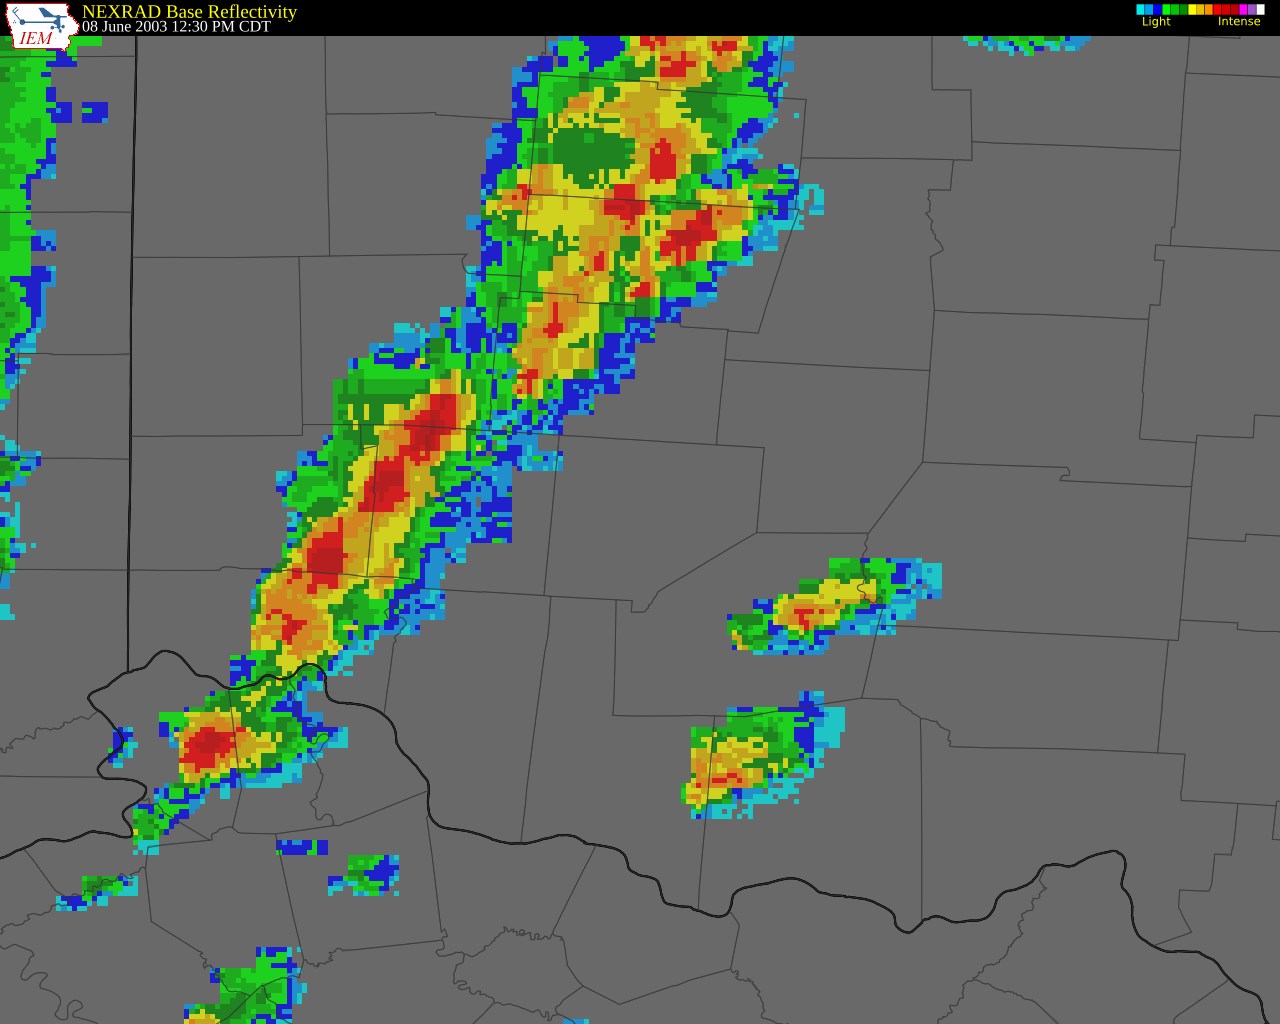 IEM
NEXRAD Base Reflectivity
08 June 2003 12:30 PM CDT
Light
Intense